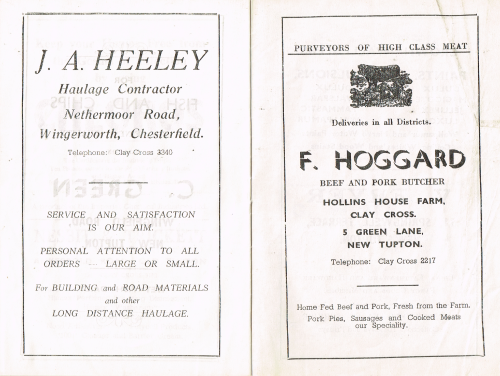 J. A. HEELEY
Haulage Contractor
Nethermoor Road,
Wingerworth, Chesterfield.
Telephone: Clay Cross 3340
SERVICE AND SATISFACTION
IS OUR AIM.
PERSONAL ATTENTION TO ALL
ORDERS — LARGE OR SMALL.
For BUILDING and ROAD MATERIALS
and other
LONG DISTANCE HAULAGE.
PURVEYORS OF HIGH CLASS MEAT
Deliveries in all Districts.
F. HOGGARD
BEEF AND PORK BUTCHER
HOLLINS HOUSE FARM,
CLAY CROSS.
5 GREEN LANE,
NEW TUPTON.
Telephone: Clay Cross 2217
Home Fed Beef and Pork, Fresh from the Farm.
Pork Pies, Sausages and Cooked Meats
our Speciality.